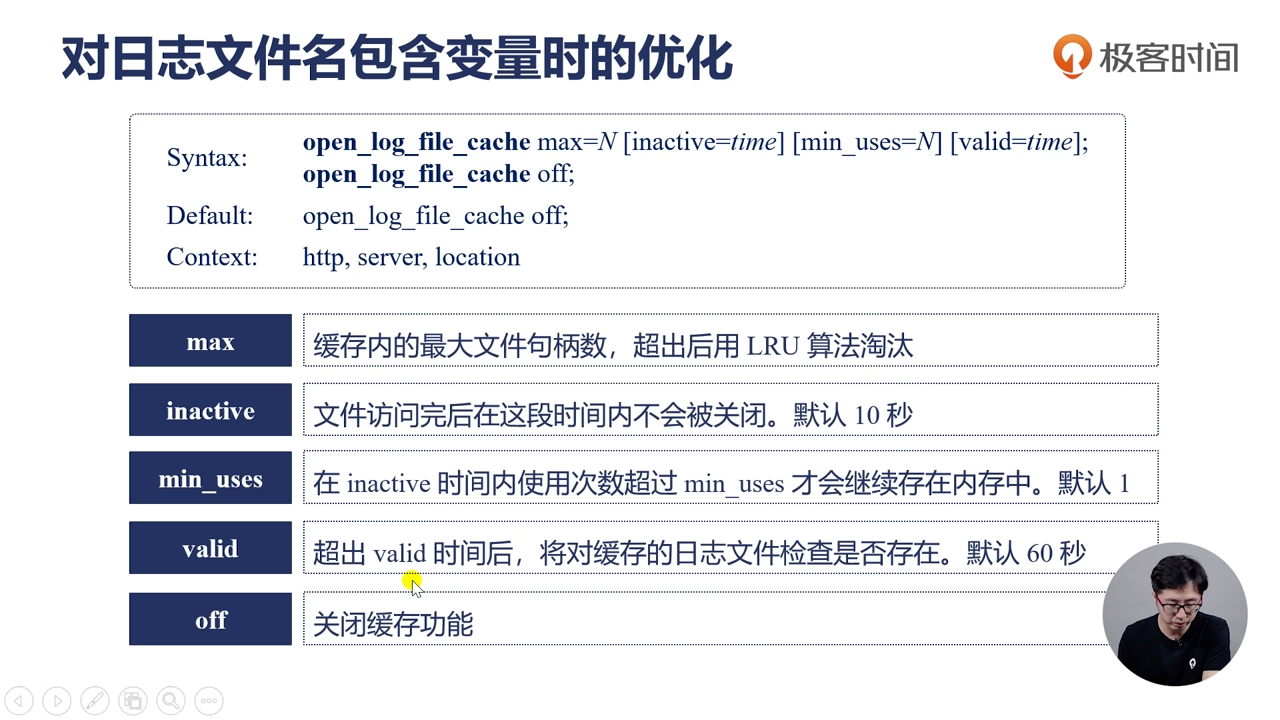 对日志文件名包含变量时的优化
极客时间
Syntax:
open_log_file_cache max=N [inactive=time] [min_uses=N] [valid=time];
open_log_file_cache off;
Default:
open_log_file_cache off;
Context:
http, server, location
max
缓存内的最大文件句柄数，超出后用 LRU 算法淘汰
inactive
文件访问完后在这段时间内不会被关闭。默认 10 秒
min_uses
在 inactive 时间内使用次数超过 min_uses 才会继续存在内存中。默认 1
valid
超出 valid 时间后，将对缓存的日志文件检查是否存在。默认 60 秒
off
关闭缓存功能